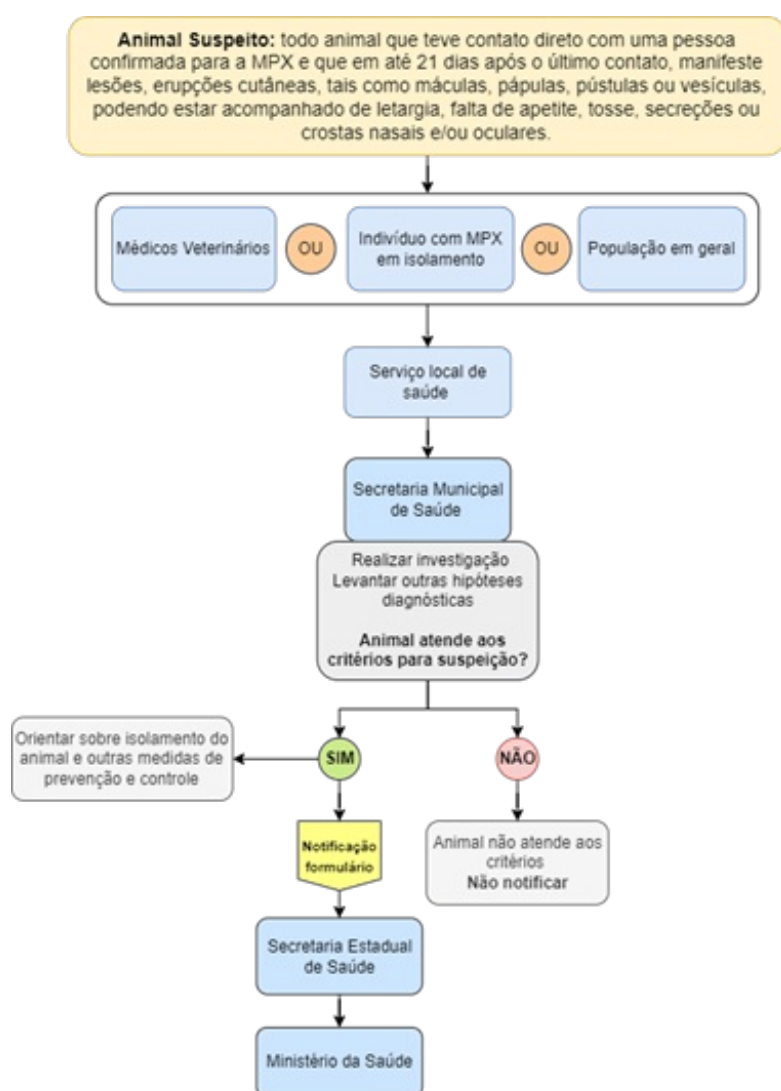 Animal Suspeito: todo animal que teve contato direto com uma pessoa
confirmada para a MPX e que em até 21 dias após o último contato, manifeste
lesões, erupções cutâneas, tais como máculas, pápulas, pústulas ou vesículas,
podendo estar acompanhado de letargia, falta de apetite, tosse, secreções ou
crostas nasais e/ou oculares.
Médicos Veterinários
OU
Indivíduo com MPX
em isolamento
OU
População em geral
Serviço local de
saúde
Secretaria Municipal
de Saúde
Realizar investigação
Levantar outras hipóteses
diagnósticas
Animal atende aos
critérios para suspeição?
Orientar sobre isolamento do
animal e outras medidas de
prevenção e controle
SIM
NÃO
Notificação
formulário
Animal não atende aos
critérios
Não notificar
Secretaria Estadual
de Saúde
Ministério da Saúde